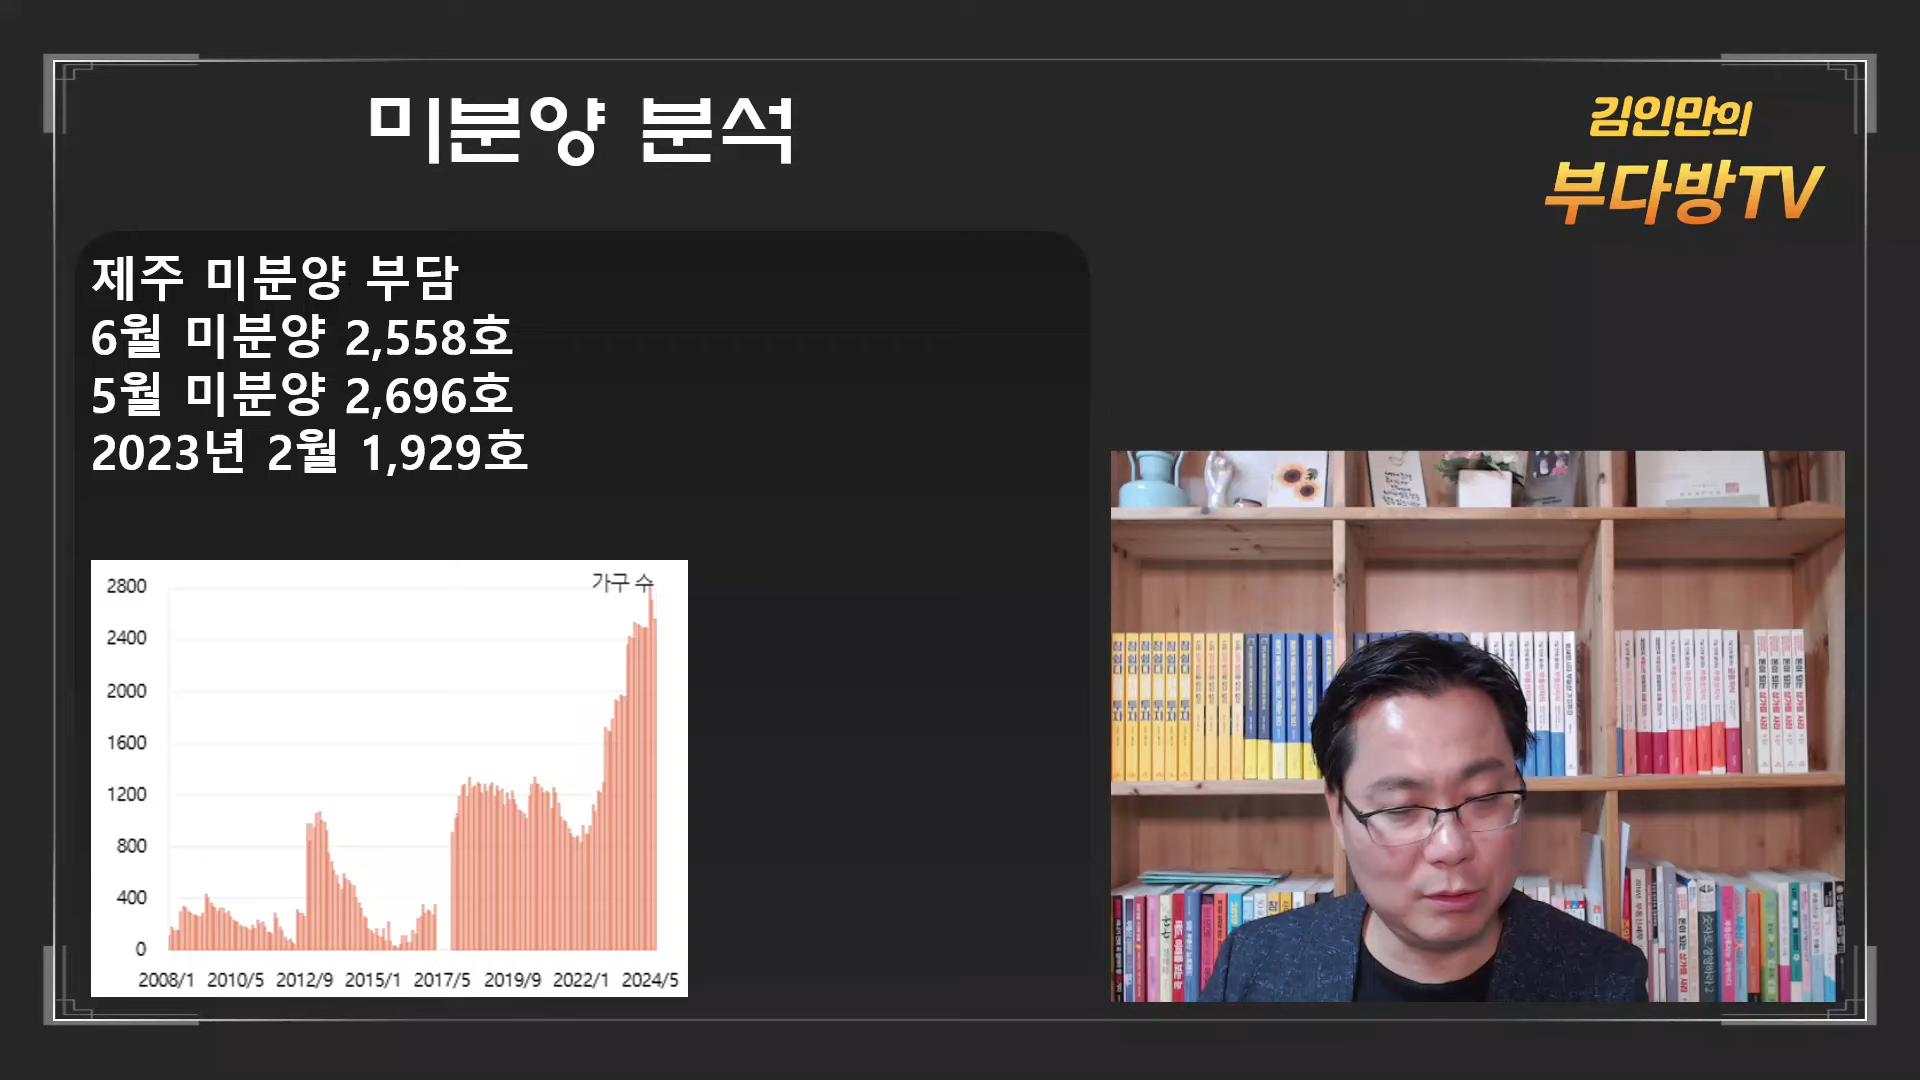 미분양 분석
김인만의
부다방TV
제주 미분양 부담
6월 미분양 2,558호
5월 미분양 2,696호
2023년 2월 1,929호
가구 수
2800
2400
2000
1600
1200
800
400
0
2008/1 2010/5 2012/9 2015/1 2017/5 2019/9 2022/1 2024/5